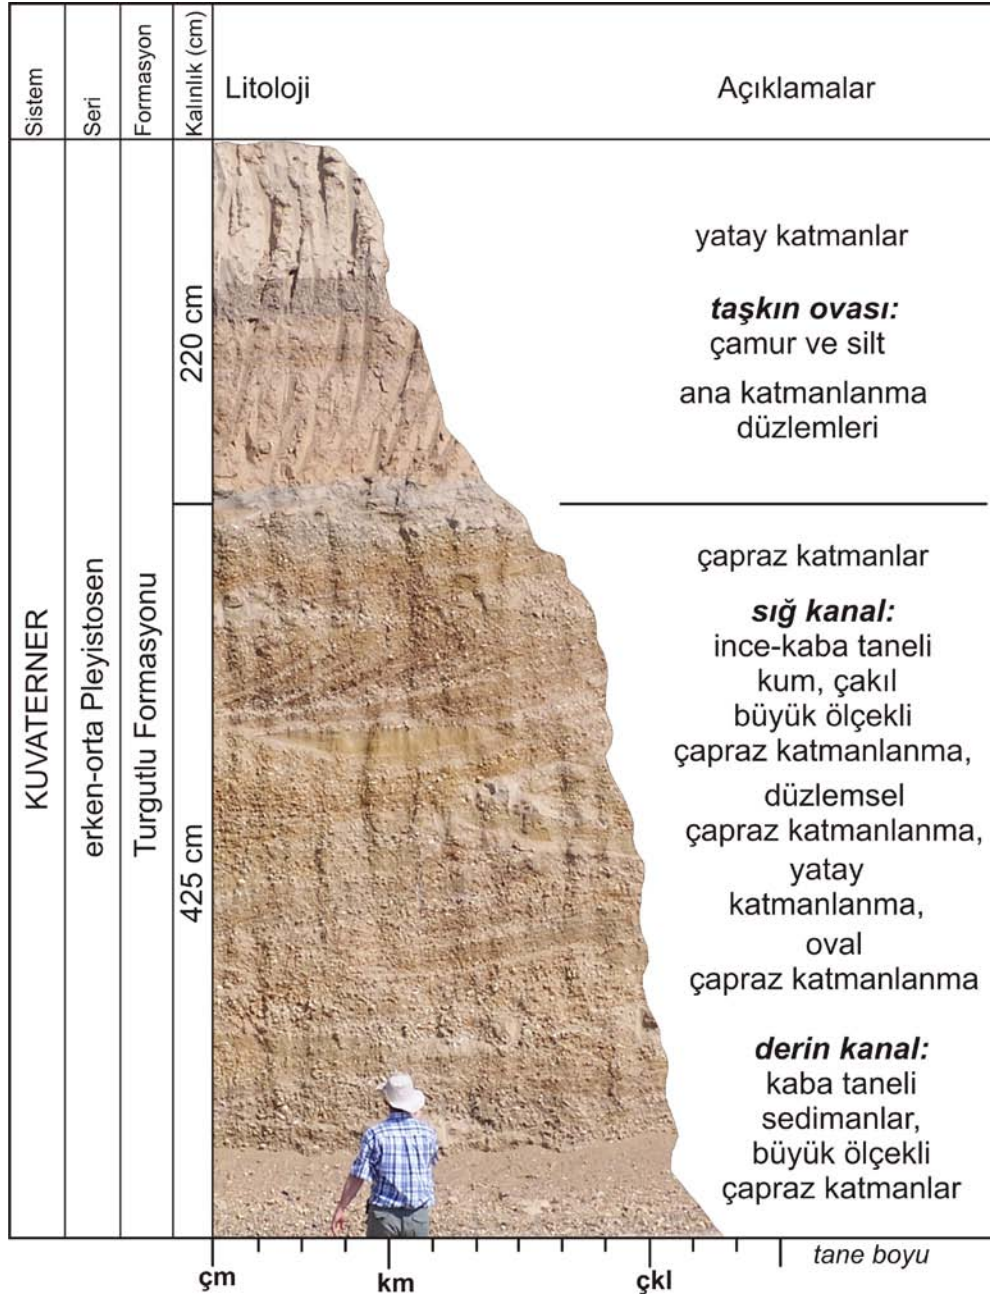 Sistem
Seri
Formasyon
Kalınlık (cm)
Litoloji
Açıklamalar
KUVATERNER
erken-orta Pleyistosen
Turgutlu Formasyonu
220 cm
425 cm
yatay katmanlar
taşkın ovası:
çamur ve silt
ana katmanlanma
düzlemleri
çapraz katmanlar
sığ kanal:
ince-kaba taneli
kum, çakıl
büyük ölçekli
çapraz katmanlanma,
düzlemsel
çapraz katmanlanma,
yatay
katmanlanma,
oval
çapraz katmanlanma
derin kanal:
kaba taneli
sedimanlar,
büyük ölçekli
çapraz katmanlar
çm
km
çkl
tane boyu